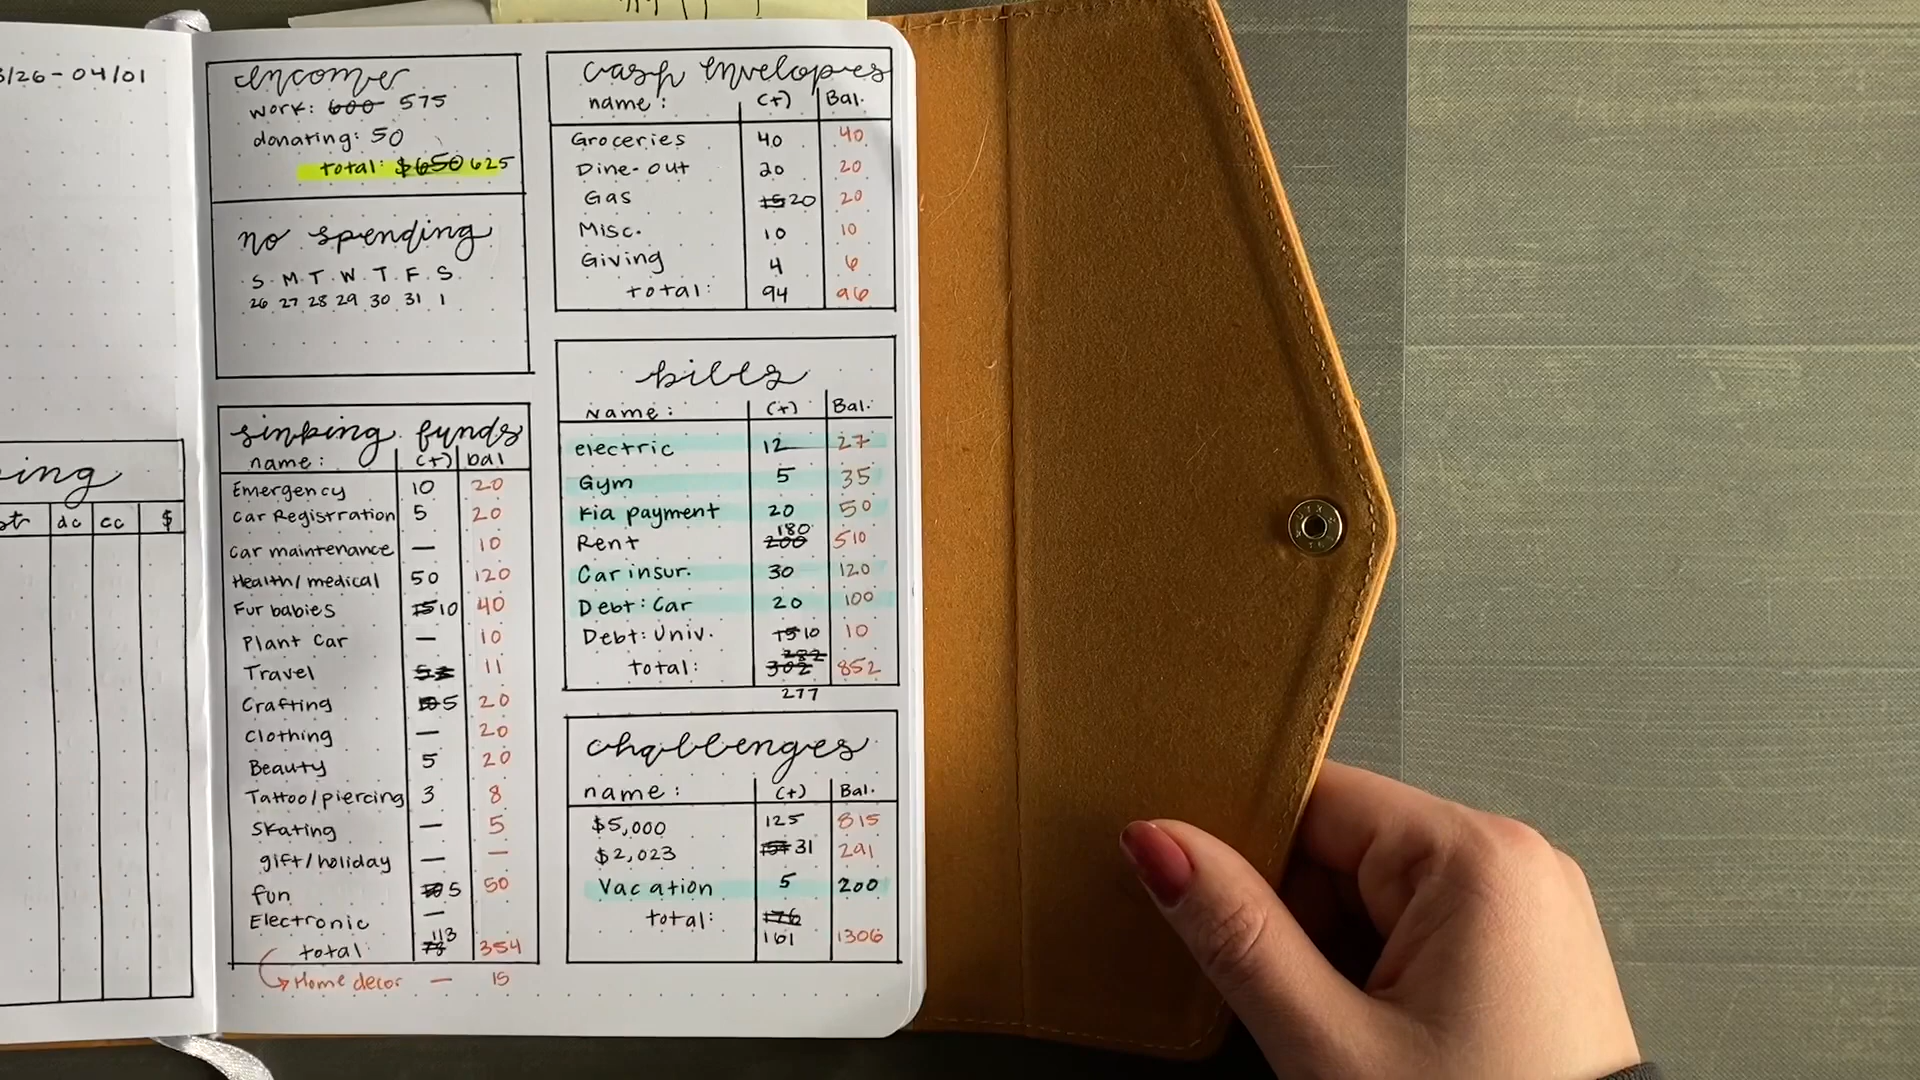 /26-04/01
ing
dc cc $
Income
work: 600 575
donating: 50
total: $650 625
no spending
S M T W T F S
26 27 28 29 30 31 1
sinking funds
name: (+) bal
Emergency 10 20
Car Registration 5 20
Car maintenance — 10
Health/medical 50 120
Fur babies 15 10 40
Plant Car — 10
Travel 11
Crafting 5 20
Clothing — 20
Beauty 5 20
Tattoo/piercing 3 8
Skating — 5
gift/holiday — —
fun 5 50
Electronic —
total 113 354
Home decor — 15
cash envelopes
name: (+) Bal.
Groceries 40 40
Dine-out 20 20
Gas 15 20 20
Misc. 10 10
Giving 4 6
total: 94 96
bills
Name: (+) Bal.
electric 12 27
Gym 5 35
Kia payment 20 50
Rent 200 180 510
Car insur. 30 120
Debt: Car 20 100
Debt: Univ. 15 10 10
total: 302 282 852
277
challenges
name: (+) Bal.
$5,000 125 815
$2,023 31 291
Vacation 5 200
total: 176
161 1306